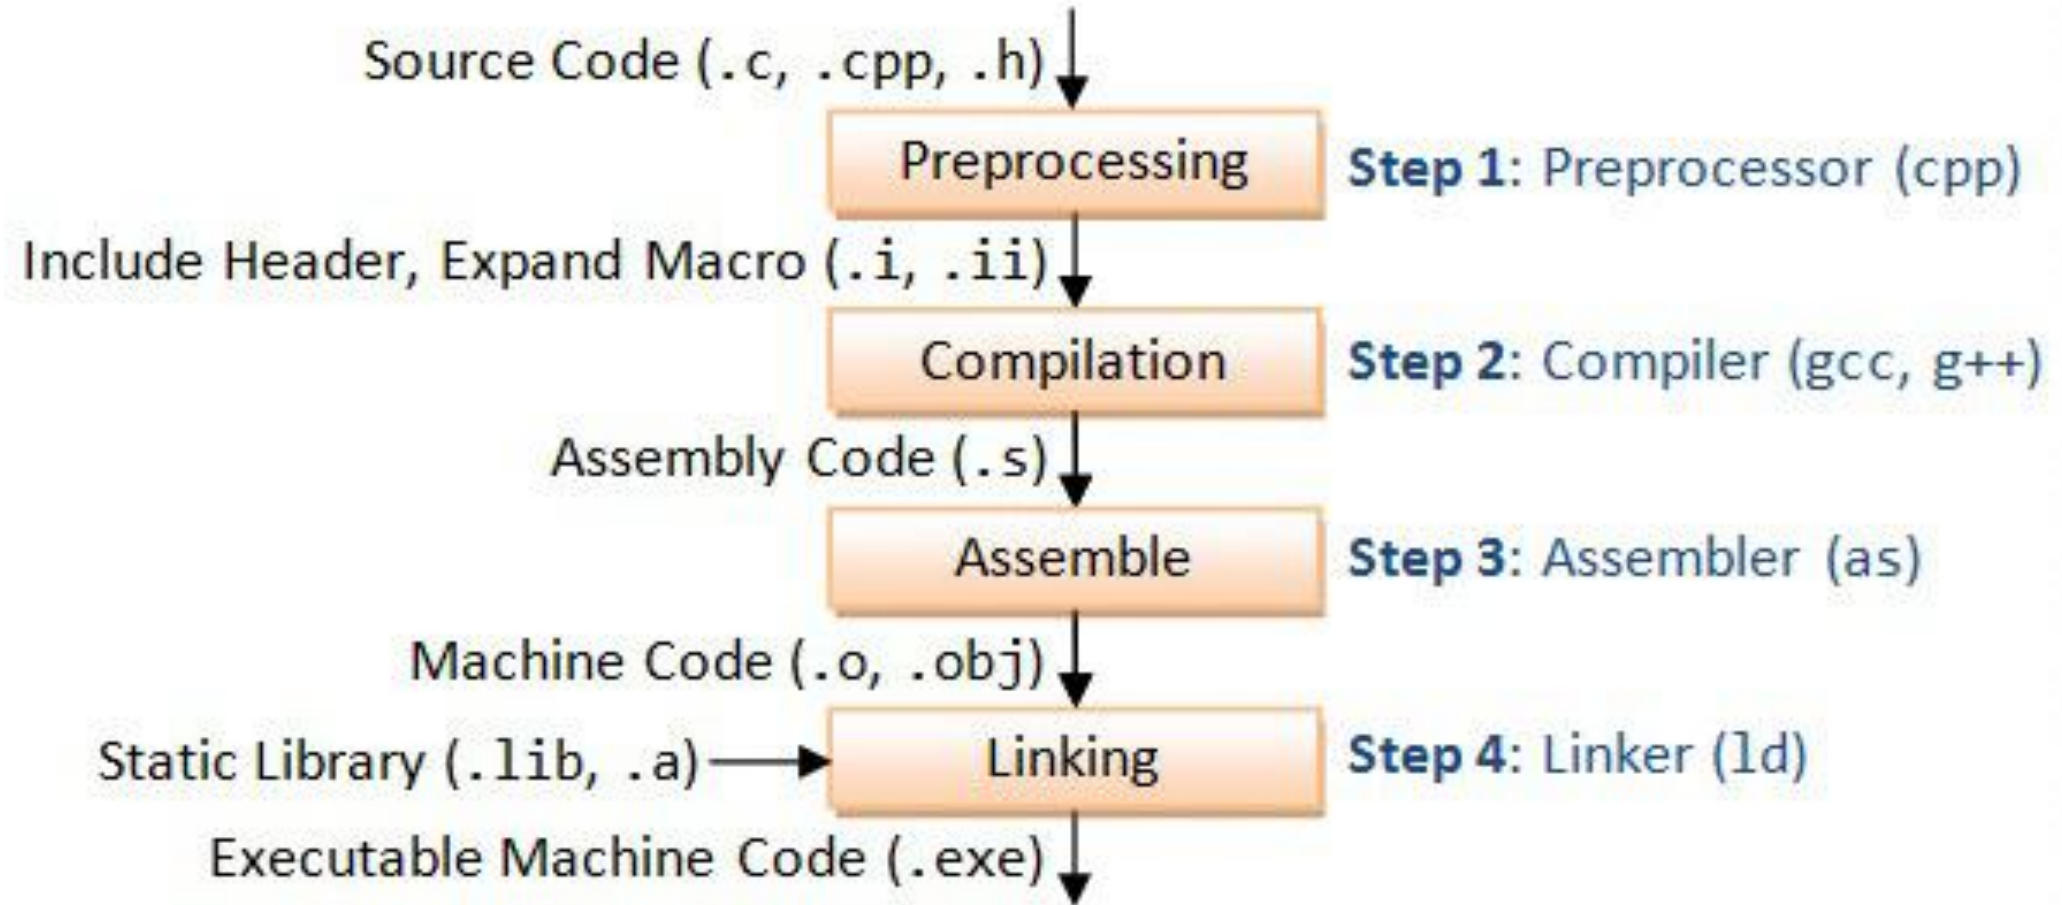 Source Code (.c, .cpp, .h)
Preprocessing
Step 1: Preprocessor (cpp)
Include Header, Expand Macro (.i, .ii)
Compilation
Step 2: Compiler (gcc, g++)
Assembly Code (.s)
Assemble
Step 3: Assembler (as)
Machine Code (.o, .obj)
Static Library (.lib, .a)
Linking
Step 4: Linker (ld)
Executable Machine Code (.exe)